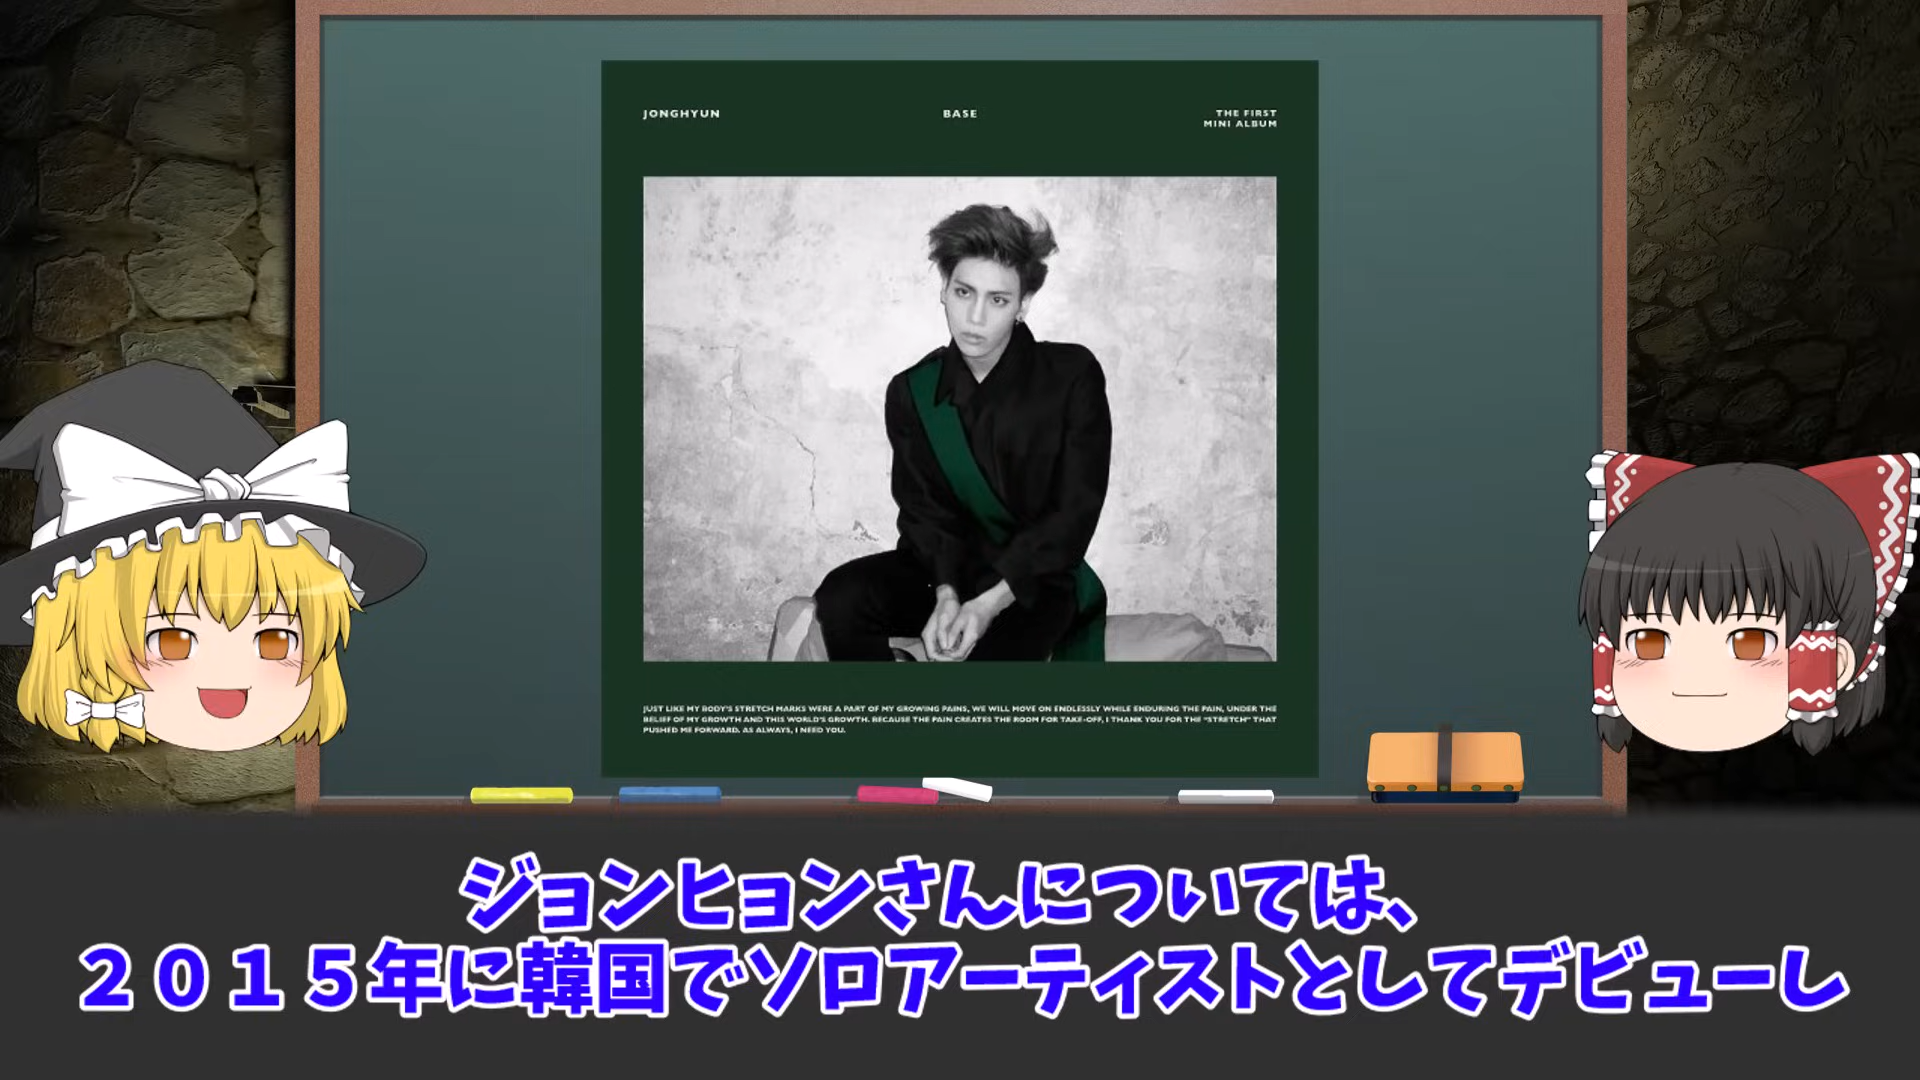 JONGHYUN
BASE
THE FIRST
MINI ALBUM
JUST LIKE MY BODY'S STRETCH MARKS WERE A PART OF MY GROWING PAINS, WE WILL MOVE ON ENDLESSLY WHILE ENDURING THE PAIN, UNDER THE
BELIEF OF MY GROWTH AND THIS WORLD'S GROWTH. BECAUSE THE PAIN CREATES THE ROOM FOR TAKE-OFF, I THANK YOU FOR THE "STRETCH" THAT
PUSHED ME FORWARD. AS ALWAYS, I NEED YOU.
ジョンヒョンさんについては、
２０１５年に韓国でソロアーティストとしてデビューし